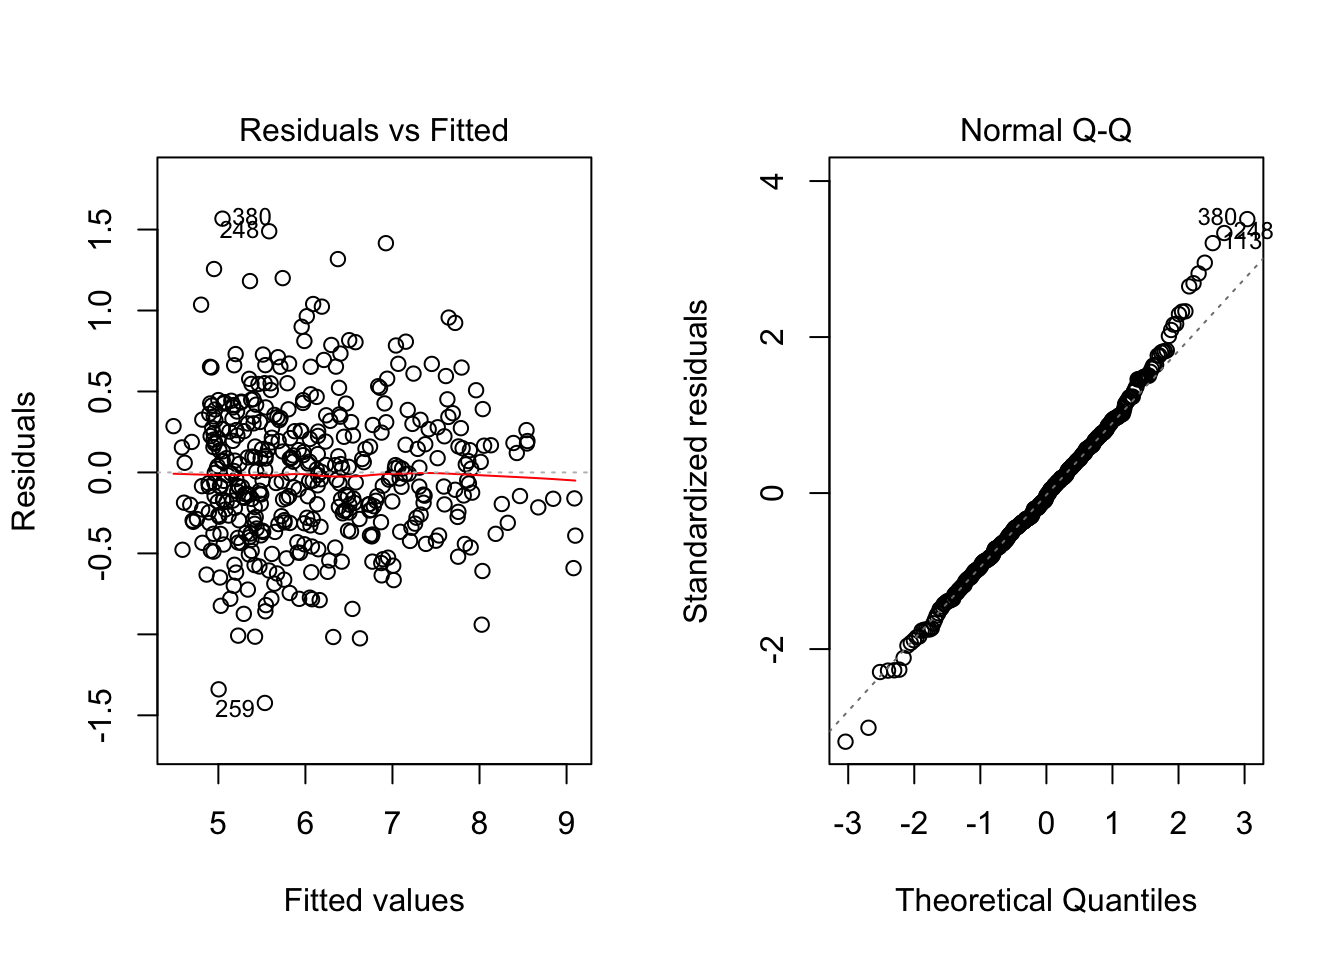 Residuals vs Fitted
Residuals
1.5
1.0
0.5
0.0
-0.5
-1.5
380
248
259
5 6 7 8 9
Fitted values
Normal Q-Q
Standardized residuals
4
2
0
-2
380
248
113
-3 -2 -1 0 1 2 3
Theoretical Quantiles